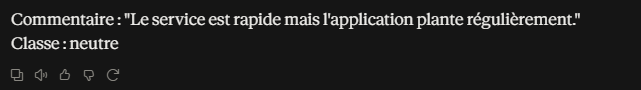 Commentaire : "Le service est rapide mais l'application plante régulièrement."
Classe : neutre